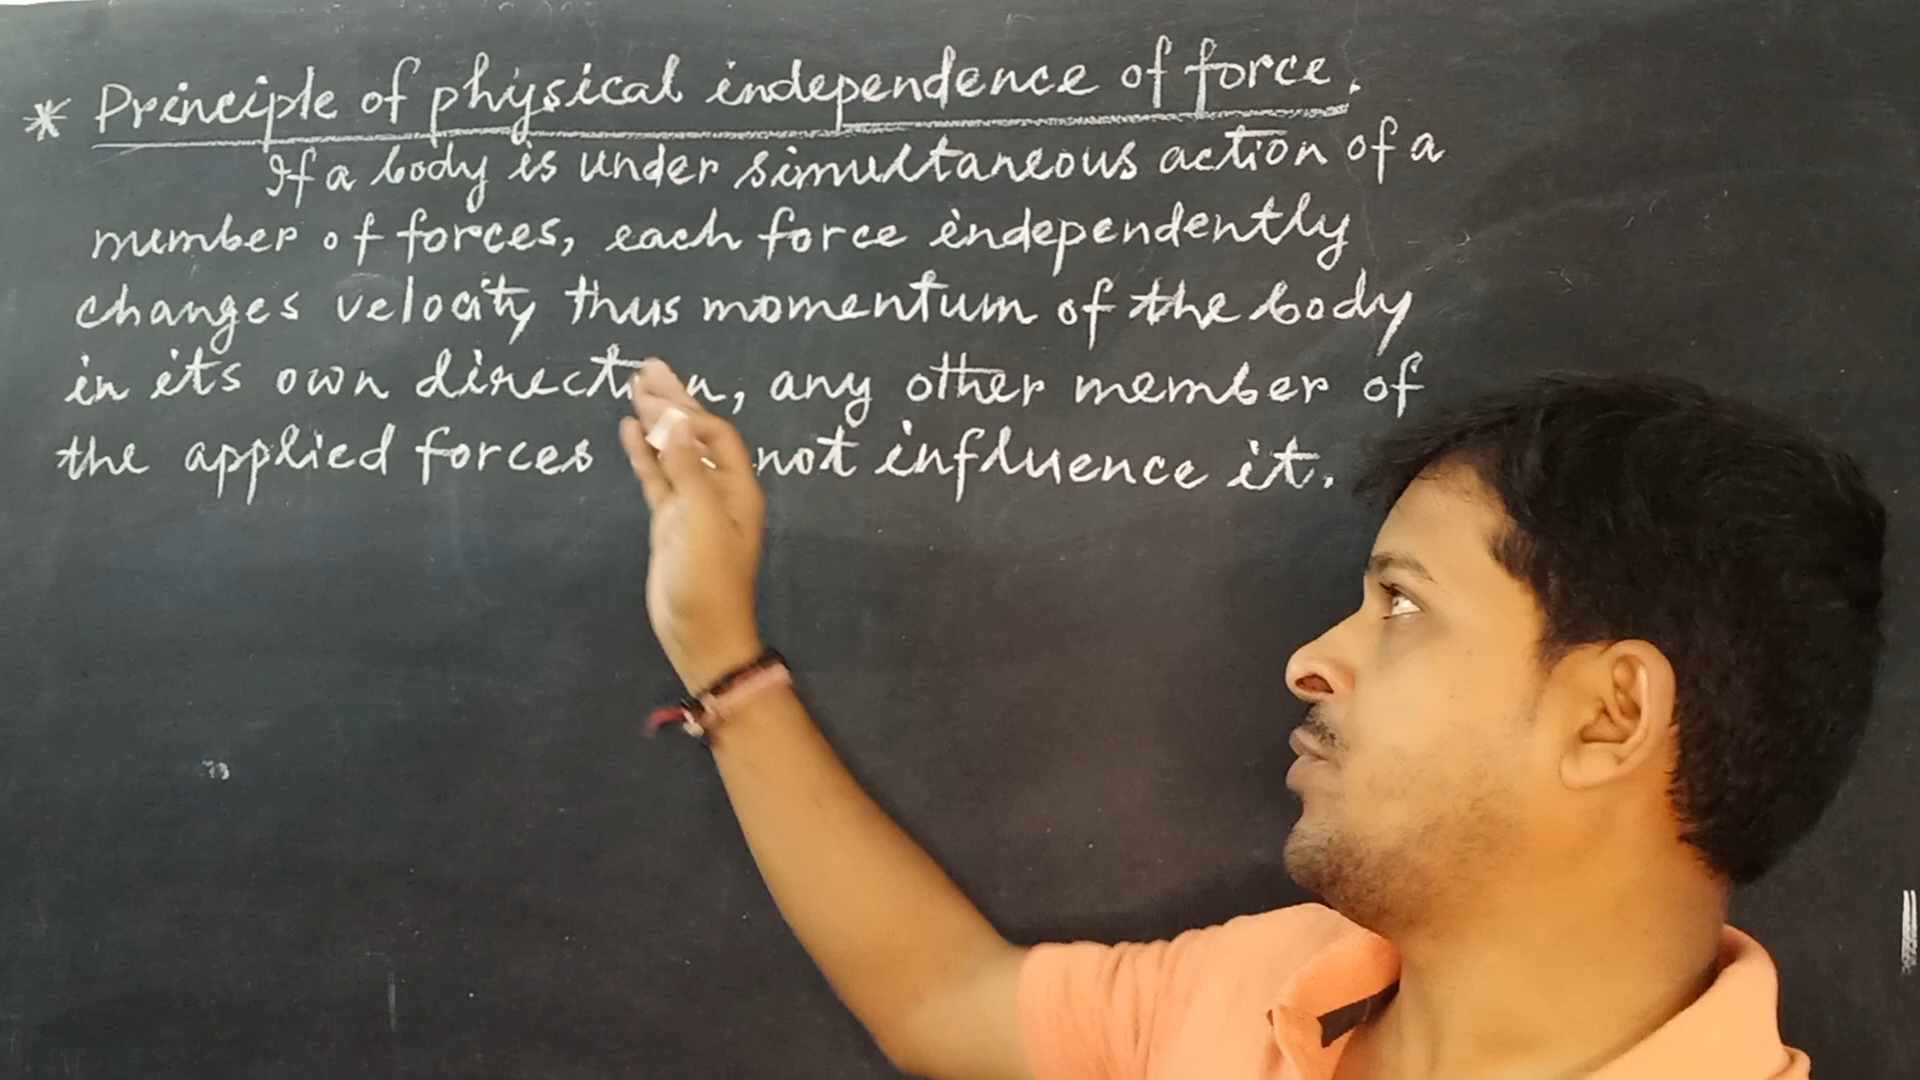 * Principle of physical independence of force.
If a body is under simultaneous action of a
number of forces, each force independently
changes velocity thus momentum of the body
in its own direction, any other member of
the applied forces not influence it.